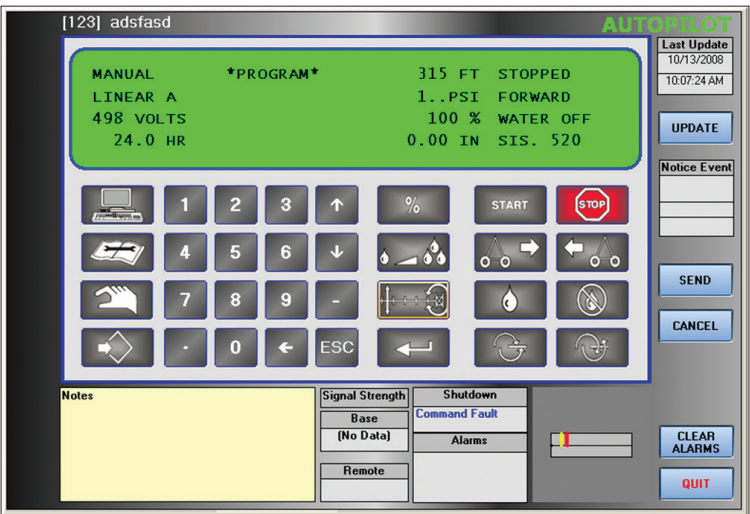 [123] adsfasd
AUTOPILOT
MANUAL *PROGRAM* 315 FT STOPPED
LINEAR A 1..PSI FORWARD
498 VOLTS 100 % WATER OFF
24.0 HR 0.00 IN SIS. 520
Last Update
10/13/2008
10:07:24 AM
UPDATE
Notice Event
1 2 3 ↑ % START STOP
4 5 6 ↓
7 8 9 -
. 0 ← ESC
SEND
CANCEL
Notes
Signal Strength
Base
(No Data)
Remote
Shutdown
Command Fault
Alarms
CLEAR
ALARMS
QUIT